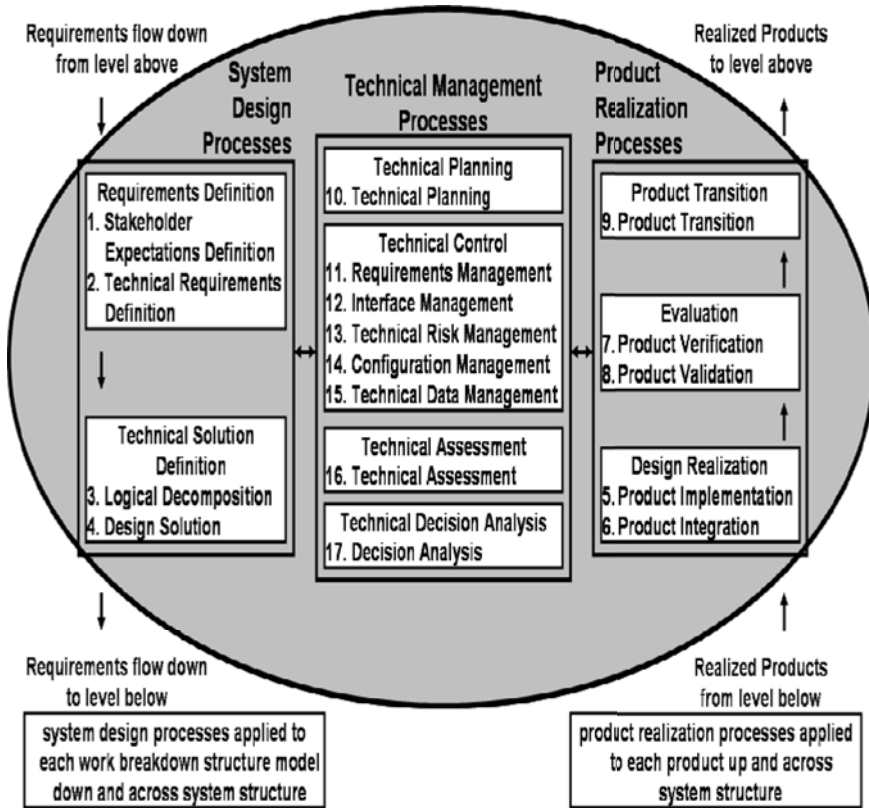 Requirements flow down
from level above
Realized Products
to level above
System
Design
Processes
Technical Management
Processes
Product
Realization
Processes
Requirements Definition
1. Stakeholder
Expectations Definition
2. Technical Requirements
Definition
Technical Solution
Definition
3. Logical Decomposition
4. Design Solution
Technical Planning
10. Technical Planning
Technical Control
11. Requirements Management
12. Interface Management
13. Technical Risk Management
14. Configuration Management
15. Technical Data Management
Technical Assessment
16. Technical Assessment
Technical Decision Analysis
17. Decision Analysis
Product Transition
9. Product Transition
Evaluation
7. Product Verification
8. Product Validation
Design Realization
5. Product Implementation
6. Product Integration
Requirements flow down
to level below
system design processes applied to
each work breakdown structure model
down and across system structure
Realized Products
from level below
product realization processes applied
to each product up and across
system structure